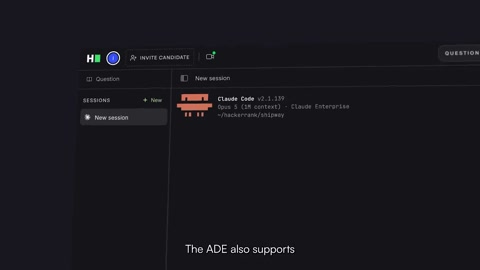 H
INVITE CANDIDATE
QUESTION
Question
New session
SESSIONS
+ New
New session
Claude Code v2.1.139
Opus 5 (1M context) · Claude Enterprise
~/hackerrank/shipway
The ADE also supports